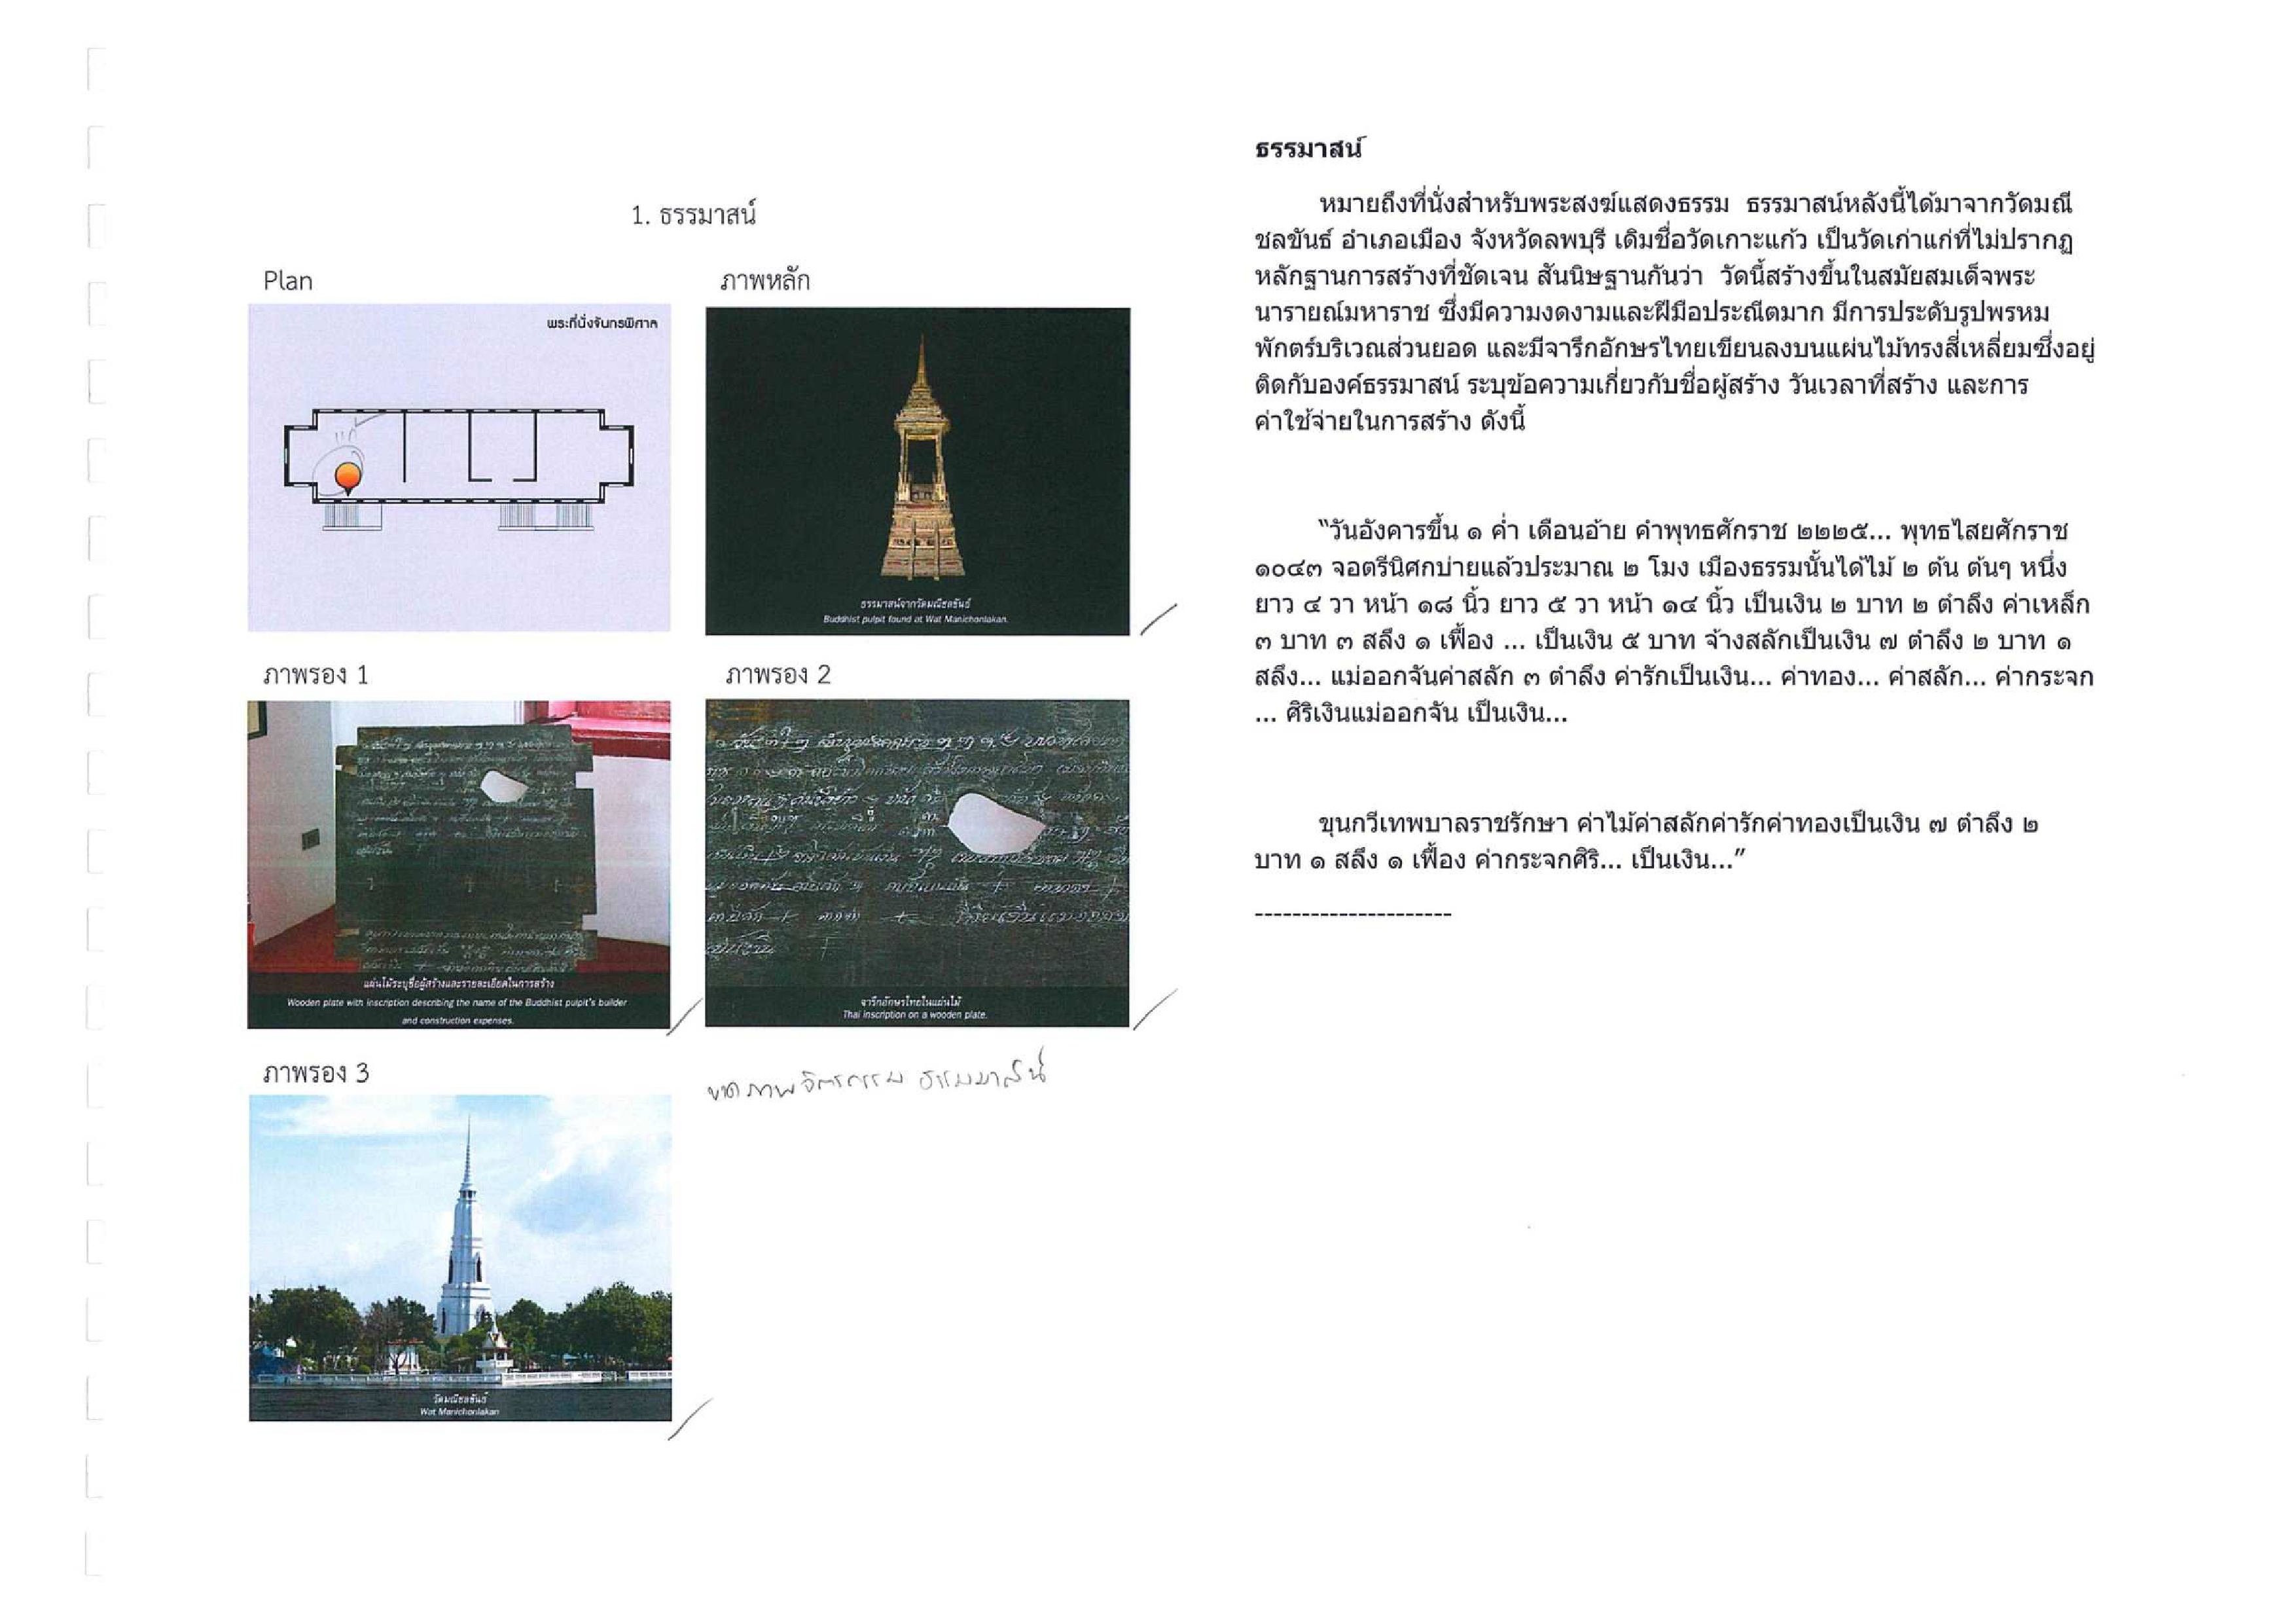 1. ธรรมาสน์
Plan
พระที่นั่งจันทรพิศาล
แก้
ภาพหลัก
ธรรมาสน์จากวัดมณีชลขันธ์
Buddhist pulpit found at Wat Manichonlakan.
ภาพรอง 1
แผ่นไม้ระบุชื่อผู้สร้างและรายละเอียดในการสร้าง
Wooden plate with inscription describing the name of the Buddhist pulpit's builder
and construction expenses.
ภาพรอง 2
จารึกอักษรไทยในแผ่นไม้
Thai inscription on a wooden plate.
ภาพรอง 3
วัดมณีชลขันธ์
Wat Manichonlakan
ขาดภาพจิตรกรรม ธรรมมาสน์
ธรรมาสน์
หมายถึงที่นั่งสำหรับพระสงฆ์แสดงธรรม ธรรมาสน์หลังนี้ได้มาจากวัดมณี
ชลขันธ์ อำเภอเมือง จังหวัดลพบุรี เดิมชื่อวัดเกาะแก้ว เป็นวัดเก่าแก่ที่ไม่ปรากฏ
หลักฐานการสร้างที่ชัดเจน สันนิษฐานกันว่า วัดนี้สร้างขึ้นในสมัยสมเด็จพระ
นารายณ์มหาราช ซึ่งมีความงดงามและฝีมือประณีตมาก มีการประดับรูปพรหม
พักตร์บริเวณส่วนยอด และมีจารึกอักษรไทยเขียนลงบนแผ่นไม้ทรงสี่เหลี่ยมซึ่งอยู่
ติดกับองค์ธรรมาสน์ ระบุข้อความเกี่ยวกับชื่อผู้สร้าง วันเวลาที่สร้าง และการ
ค่าใช้จ่ายในการสร้าง ดังนี้
“วันอังคารขึ้น ๑ ค่ำ เดือนอ้าย คำพุทธศักราช ๒๒๒๕... พุทธไสยศักราช
๑๐๔๓ จอตรีนิศกบ่ายแล้วประมาณ ๒ โมง เมืองธรรมนั้นได้ไม้ ๒ ต้น ต้นๆ หนึ่ง
ยาว ๔ วา หน้า ๑๘ นิ้ว ยาว ๕ วา หน้า ๑๔ นิ้ว เป็นเงิน ๒ บาท ๒ ตำลึง ค่าเหล็ก
๓ บาท ๓ สลึง ๑ เฟื้อง ... เป็นเงิน ๕ บาท จ้างสลักเป็นเงิน ๗ ตำลึง ๒ บาท ๑
สลึง... แม่ออกจันค่าสลัก ๓ ตำลึง ค่ารักเป็นเงิน... ค่าทอง... ค่าสลัก... ค่ากระจก
... ศิริเงินแม่ออกจัน เป็นเงิน...
ขุนกวีเทพบาลราชรักษา ค่าไม้ค่าสลักค่ารักค่าทองเป็นเงิน ๗ ตำลึง ๒
บาท ๑ สลึง ๑ เฟื้อง ค่ากระจกศิริ... เป็นเงิน...”
---------------------